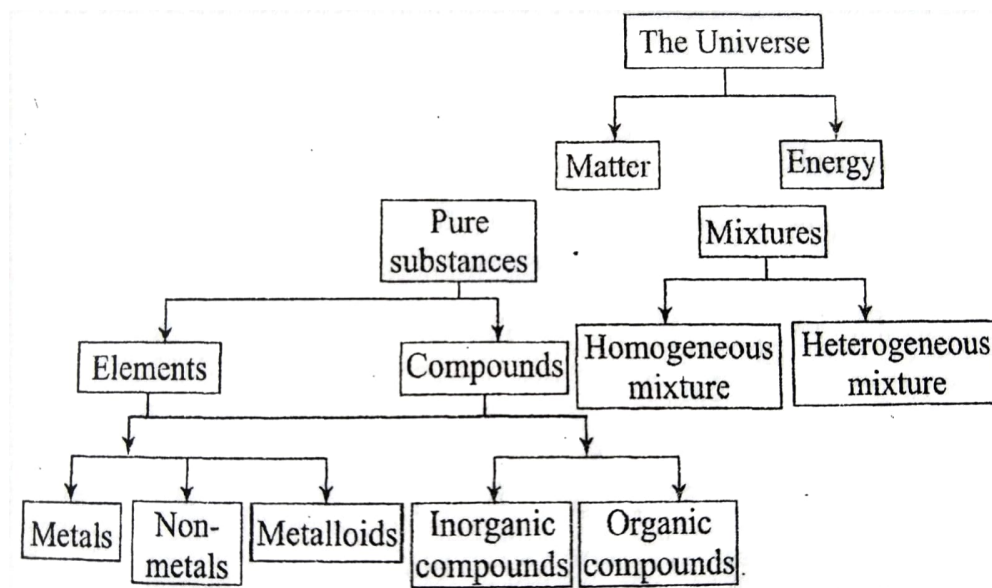 The Universe
Matter
Energy
Pure
substances
Mixtures
Elements
Compounds
Homogeneous
mixture
Heterogeneous
mixture
Metals
Non-
metals
Metalloids
Inorganic
compounds
Organic
compounds